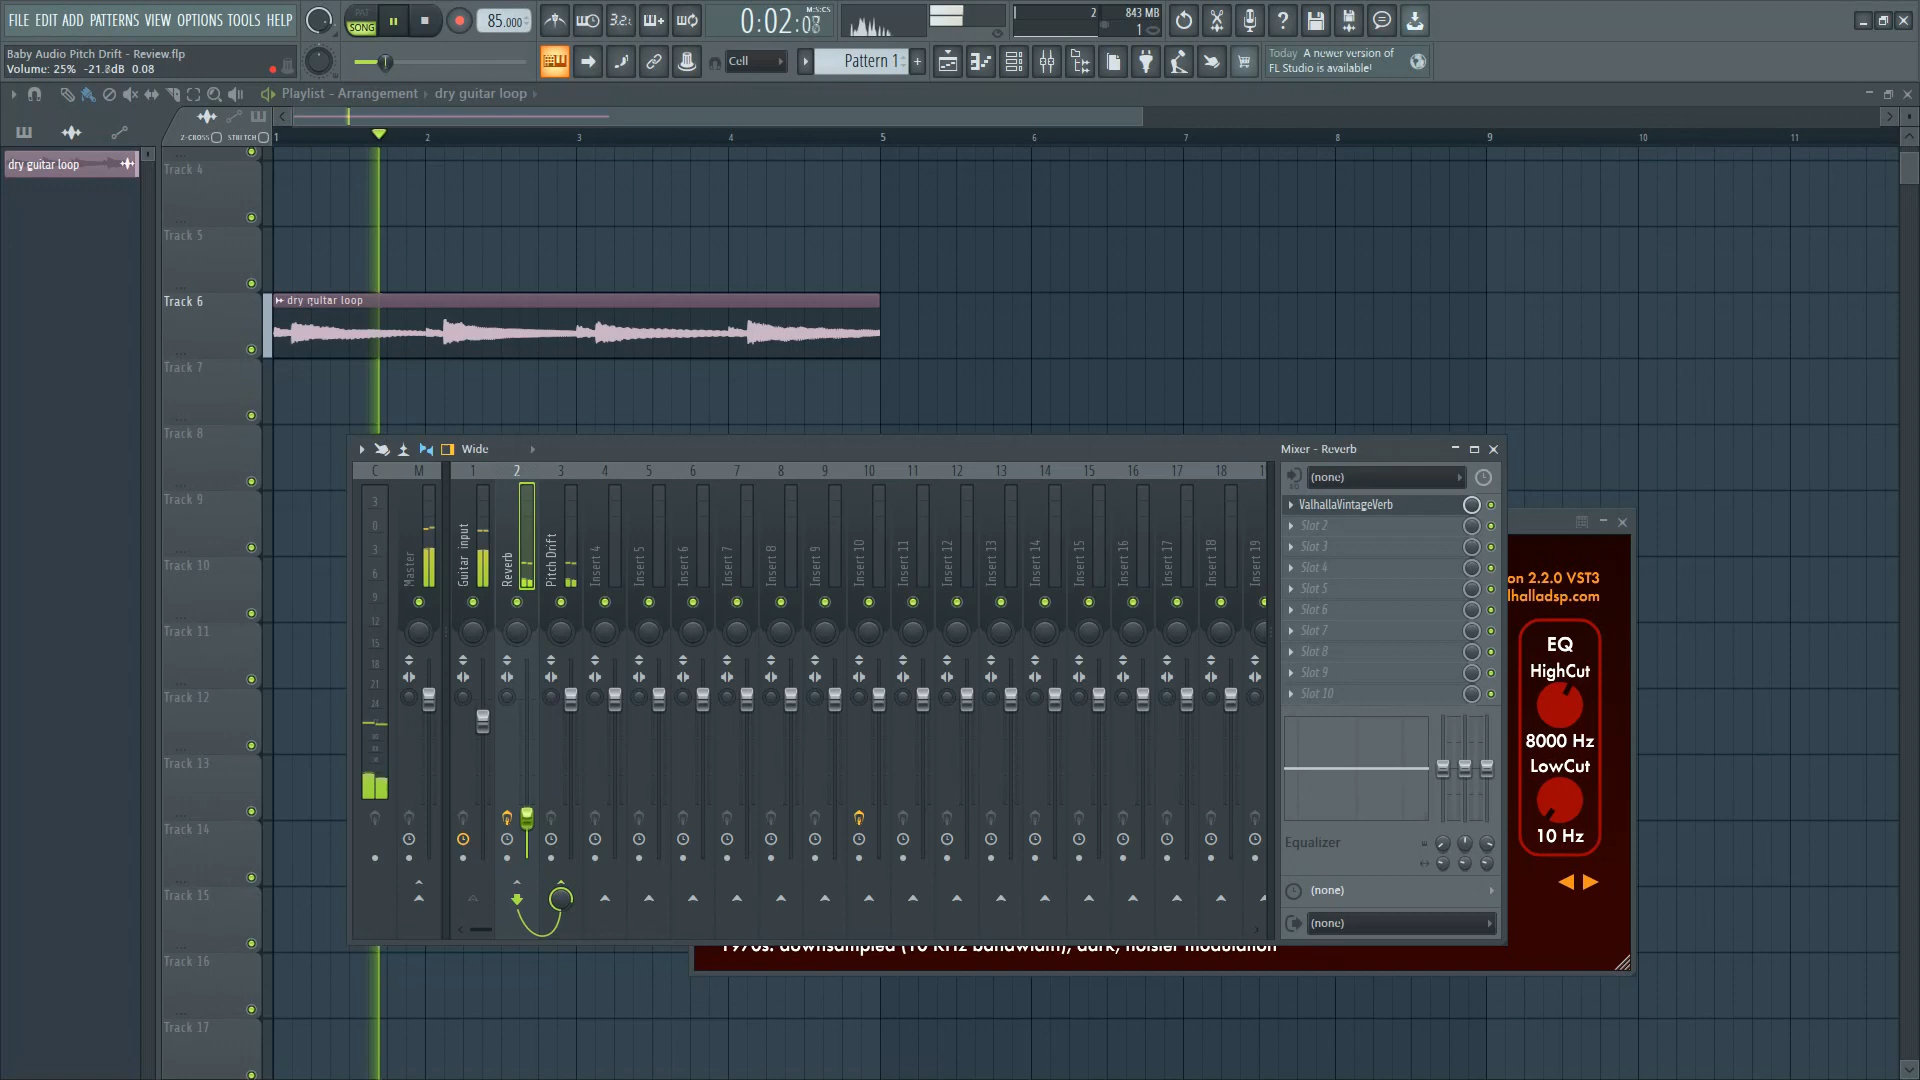 FILE EDIT ADD PATTERNS VIEW OPTIONS TOOLS HELP
PAT
SONG
85.000
3.2.
0:02:08
M:S:CS
2
843 MB
1
Baby Audio Pitch Drift - Review.flp
Volume: 25% -21.8dB 0.08
Cell
Pattern 1
Today A newer version of
FL Studio is available!
Playlist - Arrangement
dry guitar loop
Z-CROSS
STRETCH
1 2 3 4 5 6 7 8 9 10 11
dry guitar loop
Track 4
Track 5
Track 6
dry guitar loop
Track 7
Track 8
Track 9
Track 10
Track 11
Track 12
Track 13
Track 14
Track 15
Track 16
Track 17
Wide
Mixer - Reverb
C M 1 2 3 4 5 6 7 8 9 10 11 12 13 14 15 16 17 18 1
3
0
3
6
9
12
15
18
21
24
Master
Guitar input
Reverb
Pitch Drift
Insert 4
Insert 5
Insert 6
Insert 7
Insert 8
Insert 9
Insert 10
Insert 11
Insert 12
Insert 13
Insert 14
Insert 15
Insert 16
Insert 17
Insert 18
Insert 19
(none)
ValhallaVintageVerb
Slot 2
Slot 3
Slot 4
Slot 5
Slot 6
Slot 7
Slot 8
Slot 9
Slot 10
Equalizer
(none)
(none)
on 2.2.0 VST3
lhalladsp.com
EQ
HighCut
8000 Hz
LowCut
10 Hz
1970s: downsampled (10 KHz bandwidth), dark, noisier modulation